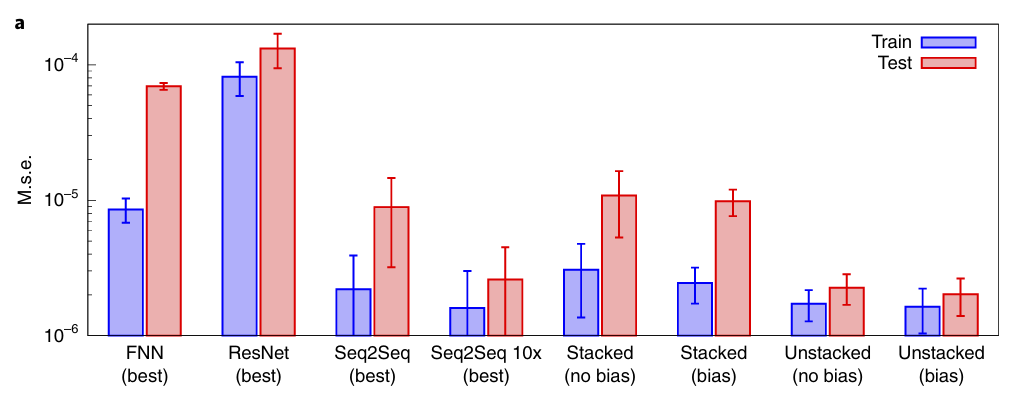 a
Train
Test
M.s.e.
10⁻⁴
10⁻⁵
10⁻⁶
FNN
(best)
ResNet
(best)
Seq2Seq
(best)
Seq2Seq 10x
(best)
Stacked
(no bias)
Stacked
(bias)
Unstacked
(no bias)
Unstacked
(bias)